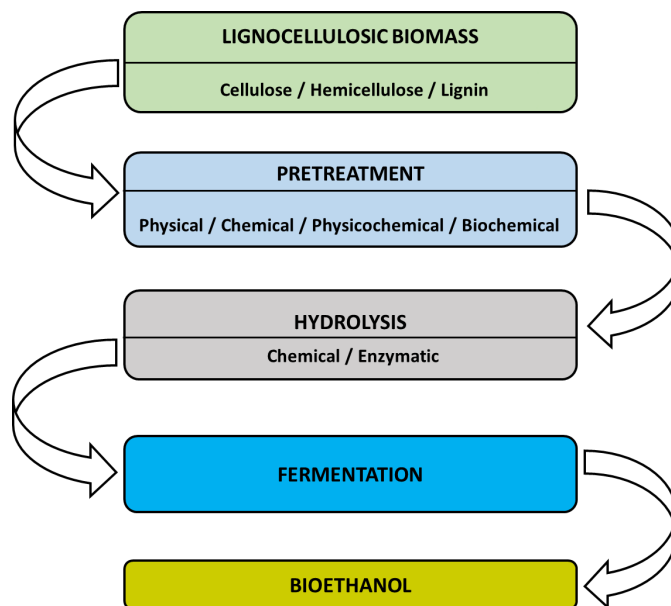 LIGNOCELLULOSIC BIOMASS
Cellulose / Hemicellulose / Lignin
PRETREATMENT
Physical / Chemical / Physicochemical / Biochemical
HYDROLYSIS
Chemical / Enzymatic
FERMENTATION
BIOETHANOL